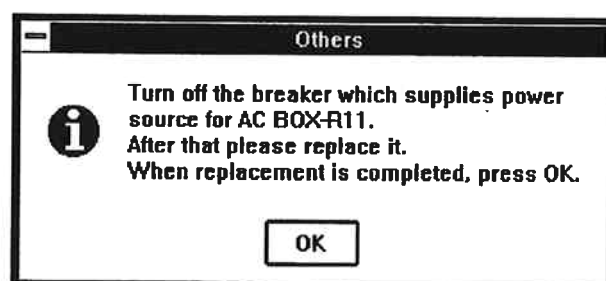 Others
Turn off the breaker which supplies power
source for AC BOX-R11.
After that please replace it.
When replacement is completed, press OK.
OK